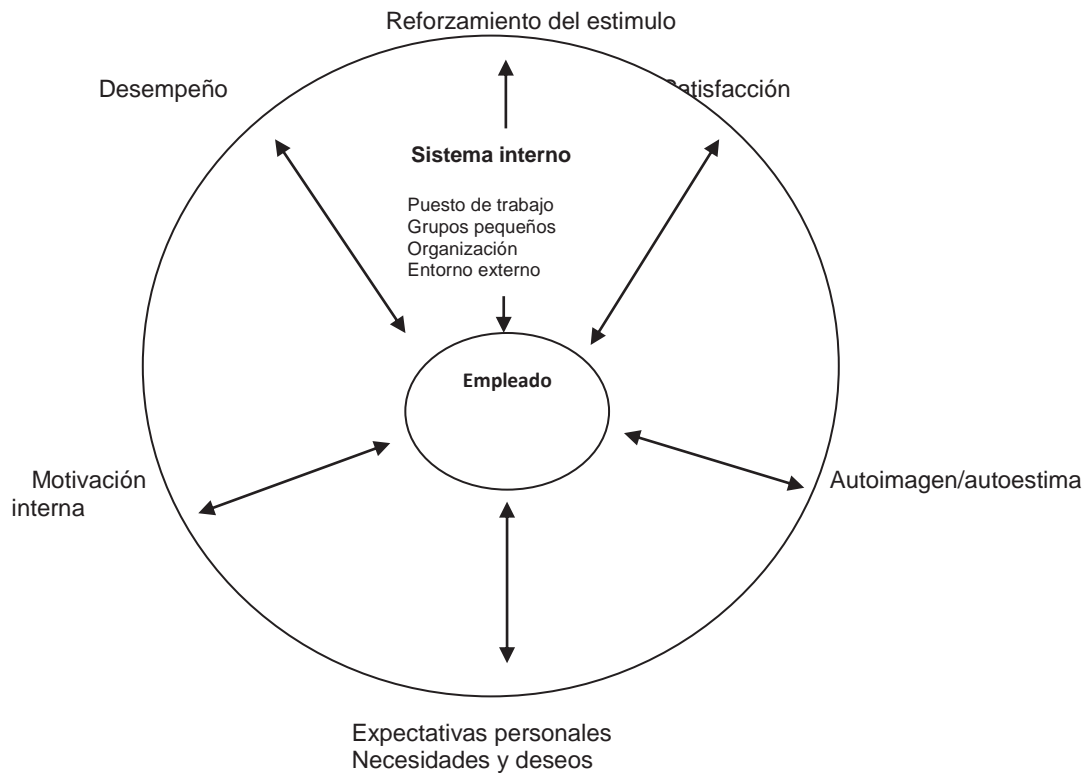 Reforzamiento del estimulo
Desempeño
Satisfacción
Sistema interno
Puesto de trabajo
Grupos pequeños
Organización
Entorno externo
Empleado
Motivación
interna
Autoimagen/autoestima
Expectativas personales
Necesidades y deseos